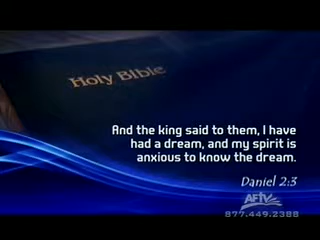 Holy Bible
And the king said to them, I have
had a dream, and my spirit is
anxious to know the dream.
Daniel 2:3
AFTV
877.449.2388